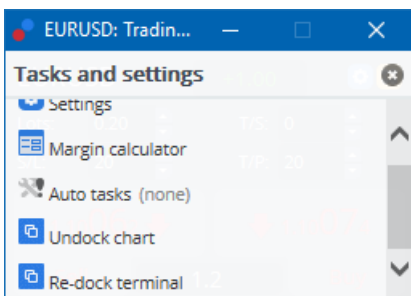 EURUSD: Tradin...
Tasks and settings
Settings
Margin calculator
Auto tasks (none)
Undock chart
Re-dock terminal